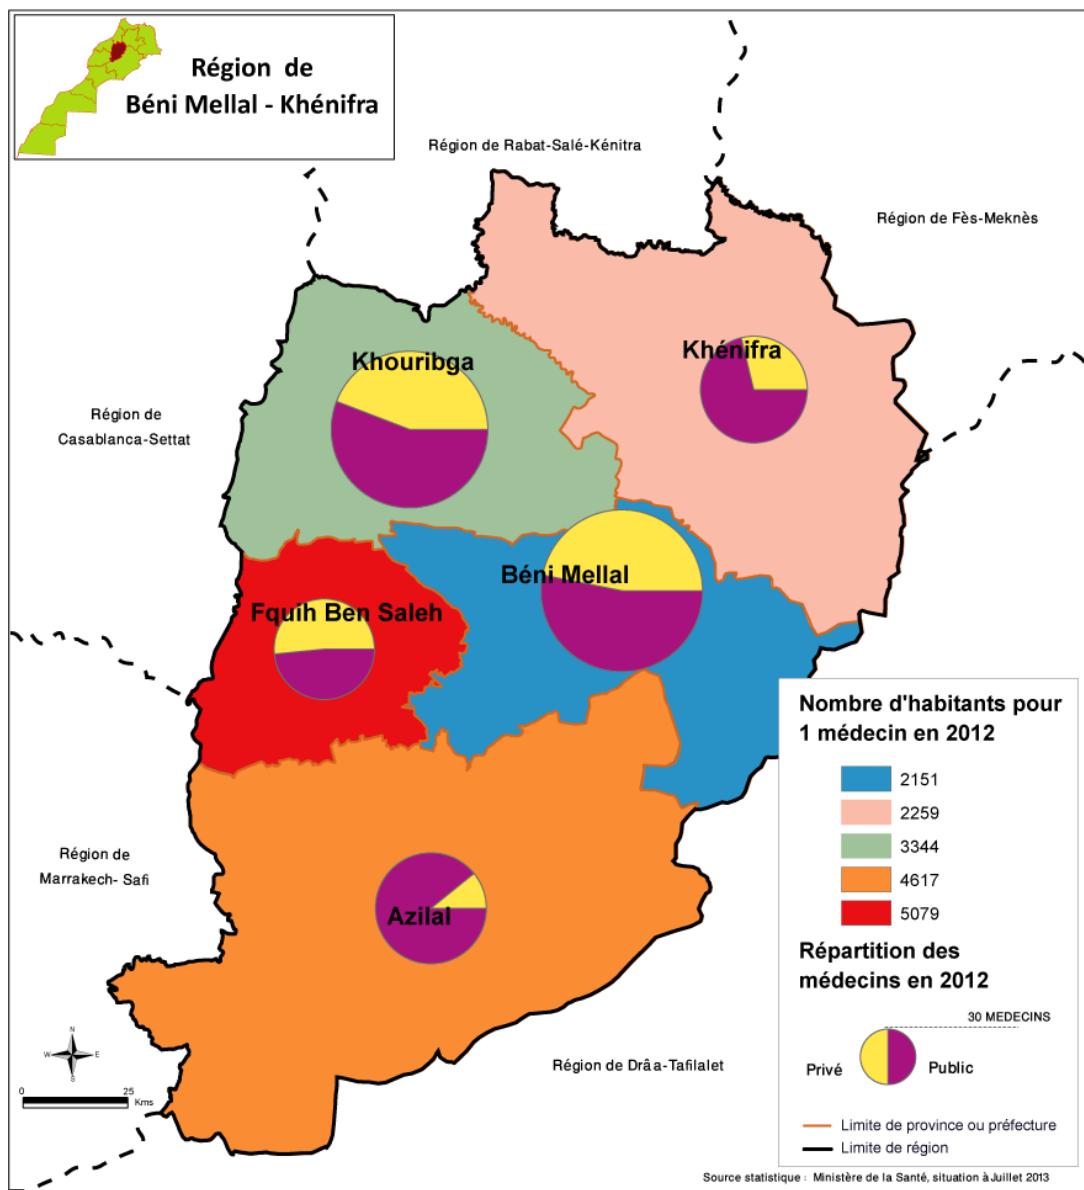 Région de
Béni Mellal - Khénifra
Région de Rabat-Salé-Kénitra
Région de Fès-Meknès
Khénifra
Khouribga
Région de
Casablanca-Settat
Béni Mellal
Fquih Ben Saleh
Nombre d'habitants pour
1 médecin en 2012
2151
2259
3344
4617
5079
Région de
Marrakech- Safi
Azilal
Répartition des
médecins en 2012
30 MEDECINS
Privé
Public
N
W
E
S
0
25
Kms
Région de Drâa-Tafilalet
Limite de province ou préfecture
Limite de région
Source statistique : Ministère de la Santé, situation à Juillet 2013